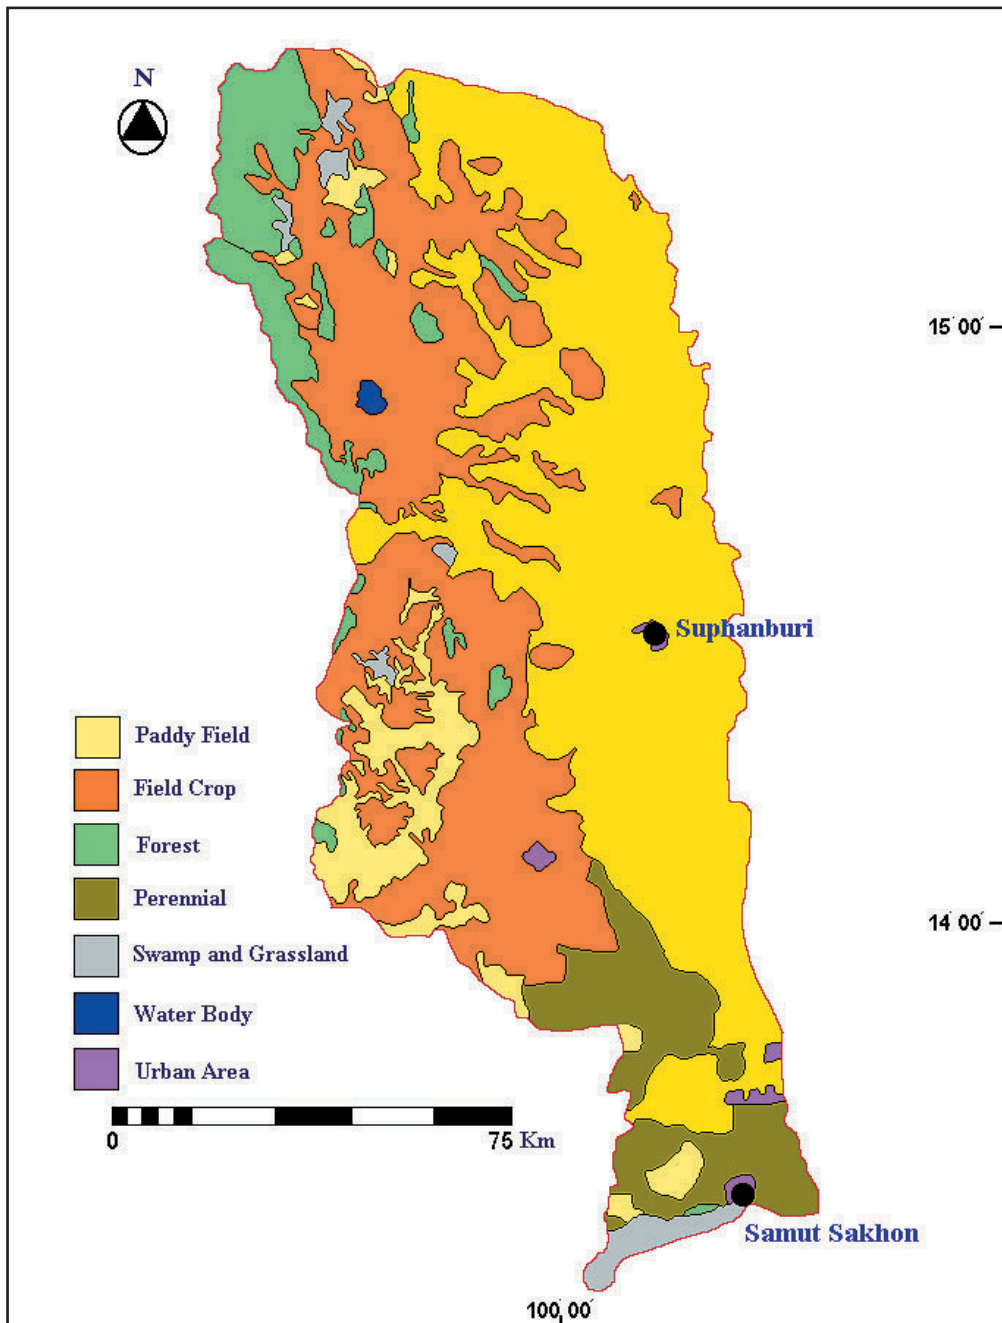 N
15° 00'
Suphanburi
Paddy Field
Field Crop
Forest
Perennial
14° 00'
Swamp and Grassland
Water Body
Urban Area
0 75 Km
Samut Sakhon
100° 00'